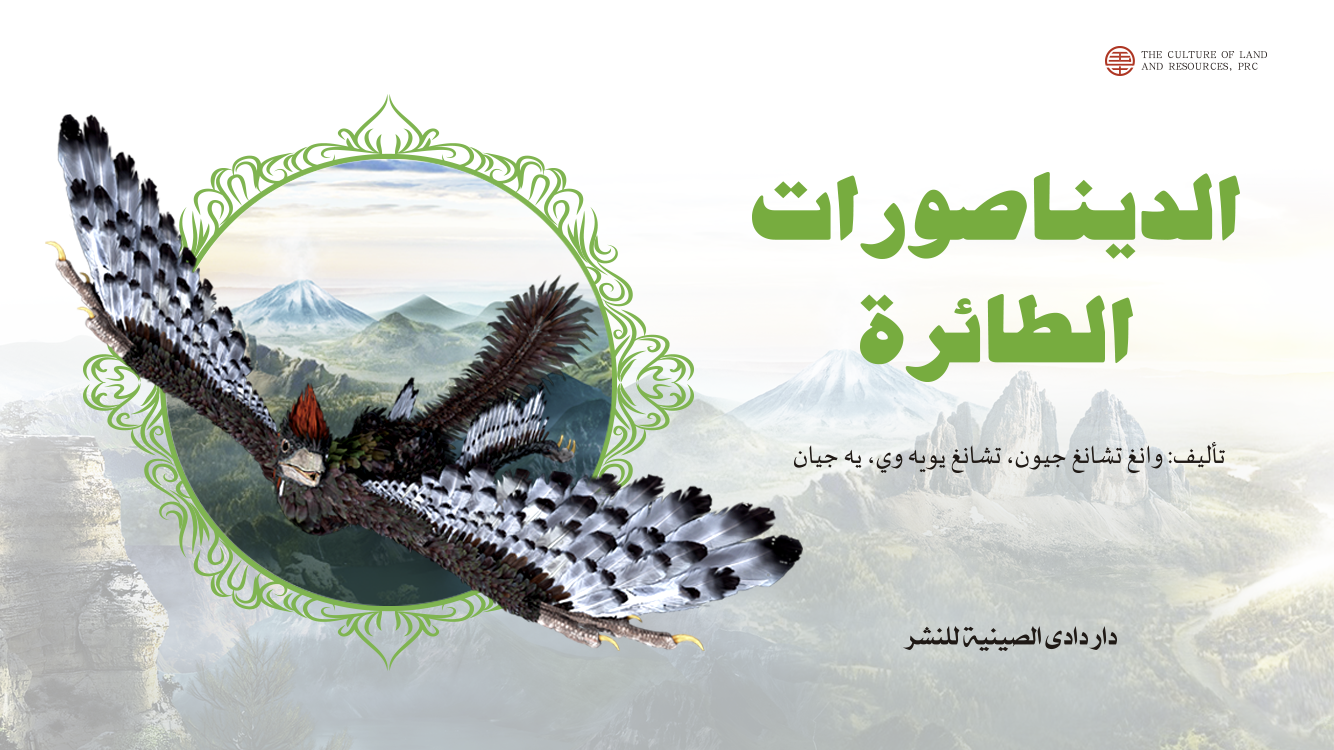 THE CULTURE OF LAND
AND RESOURCES, PRC
الديناصورات
الطائرة
تأليف: وانغ تشانغ جيون، تشانغ يويه وي، يه جيان
دار دادى الصينية للنشر